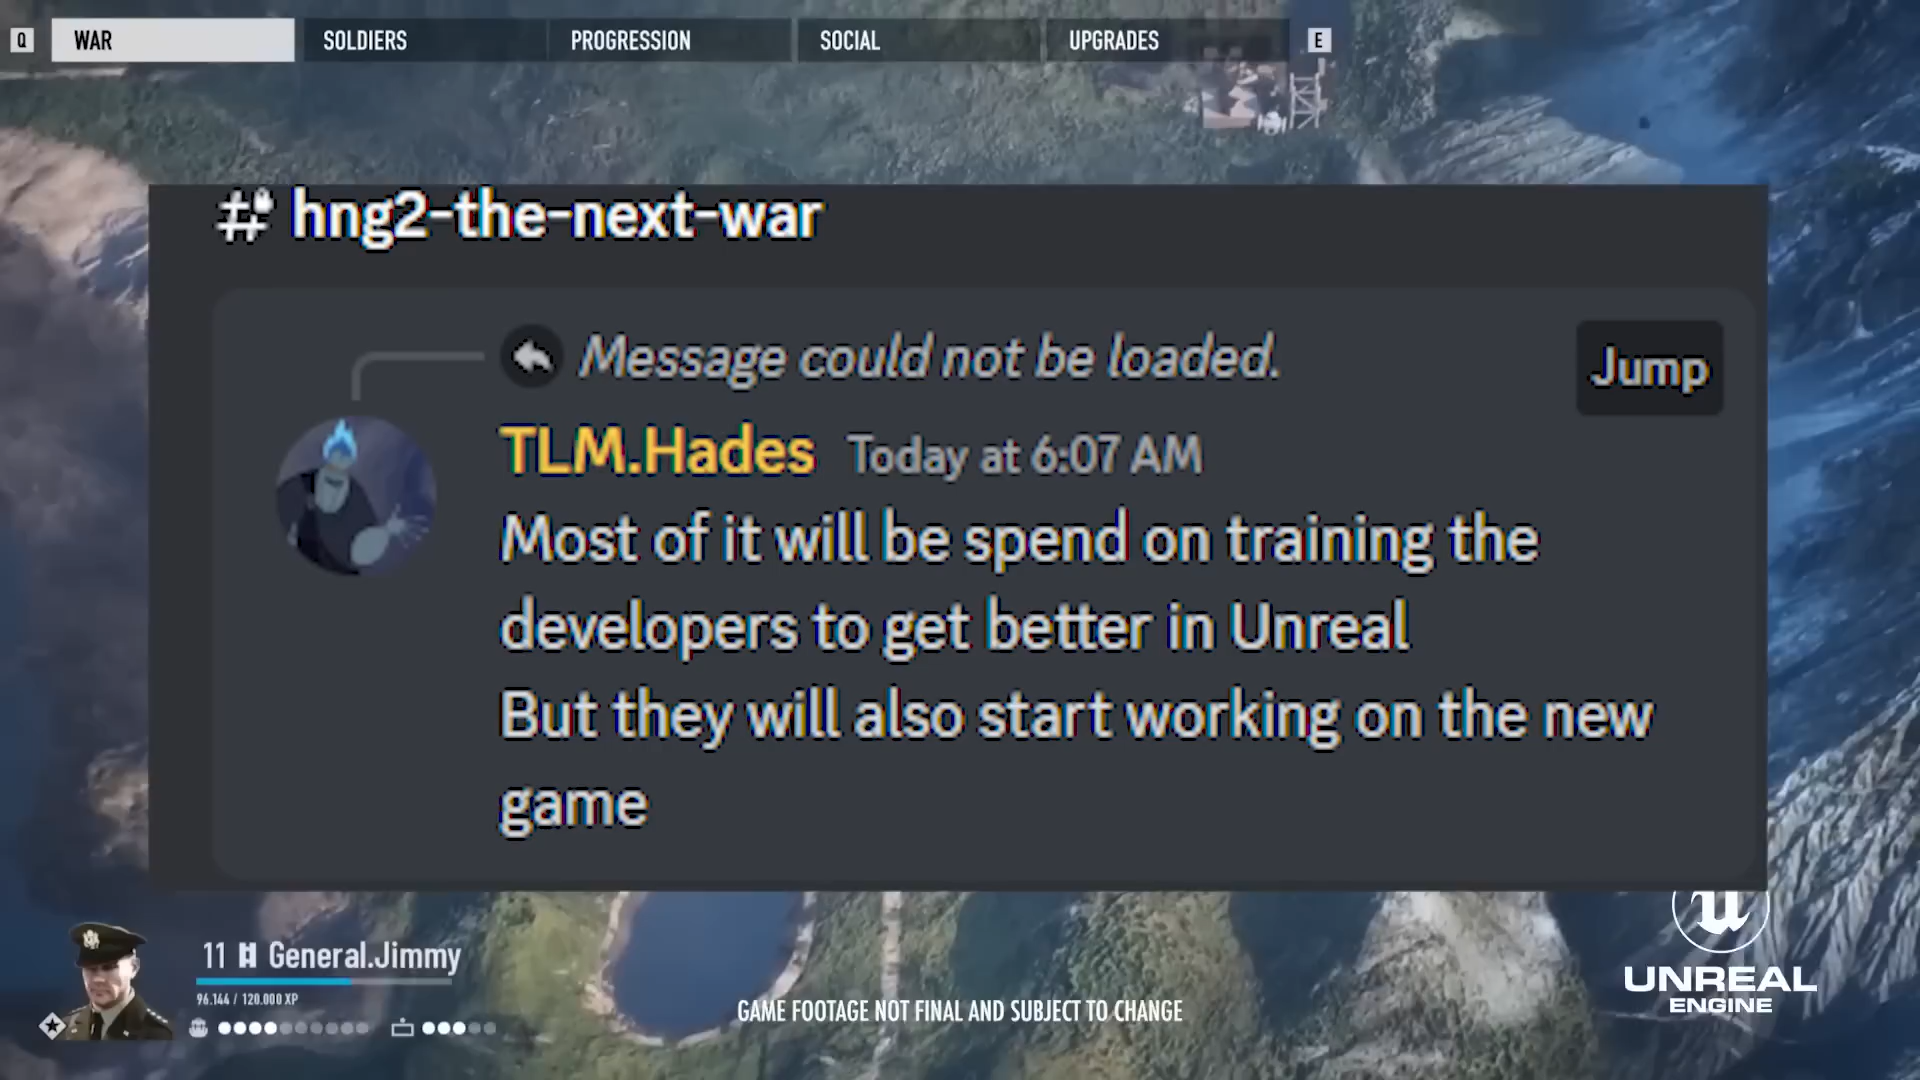 Q WAR SOLDIERS PROGRESSION SOCIAL UPGRADES E
# hng2-the-next-war
Message could not be loaded.
Jump
TLM.Hades Today at 6:07 AM
Most of it will be spend on training the
developers to get better in Unreal
But they will also start working on the new
game
11 General.Jimmy
96.144 / 120.000 XP
GAME FOOTAGE NOT FINAL AND SUBJECT TO CHANGE
UNREAL
ENGINE